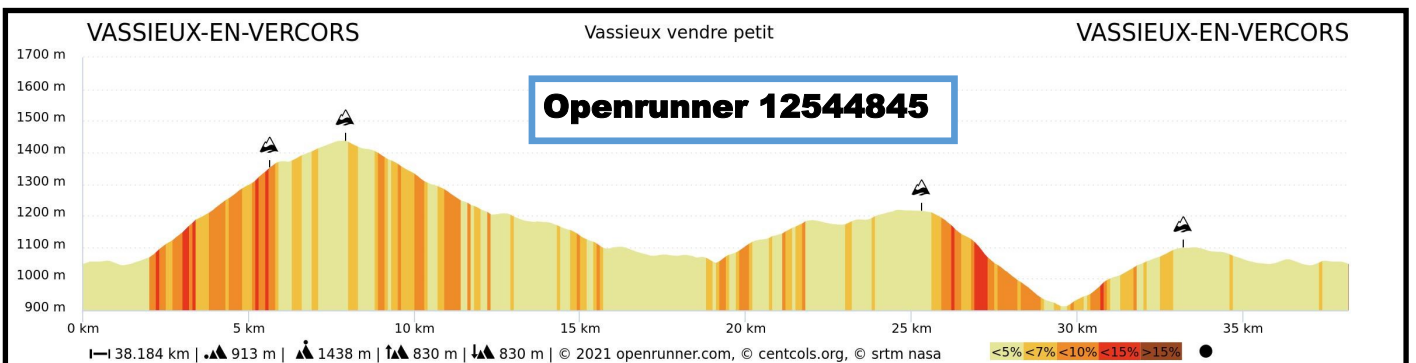 VASSIEUX-EN-VERCORS Vassieux vendre petit VASSIEUX-EN-VERCORS
1700 m
1600 m
Openrunner 12544845
1500 m
1400 m
1300 m
1200 m
1100 m
1000 m
900 m
0 km 5 km 10 km 15 km 20 km 25 km 30 km 35 km
38.184 km | 913 m | 1438 m | 830 m | 830 m | © 2021 openrunner.com, © centcols.org, © srtm nasa <5% <7% <10% <15% >15%